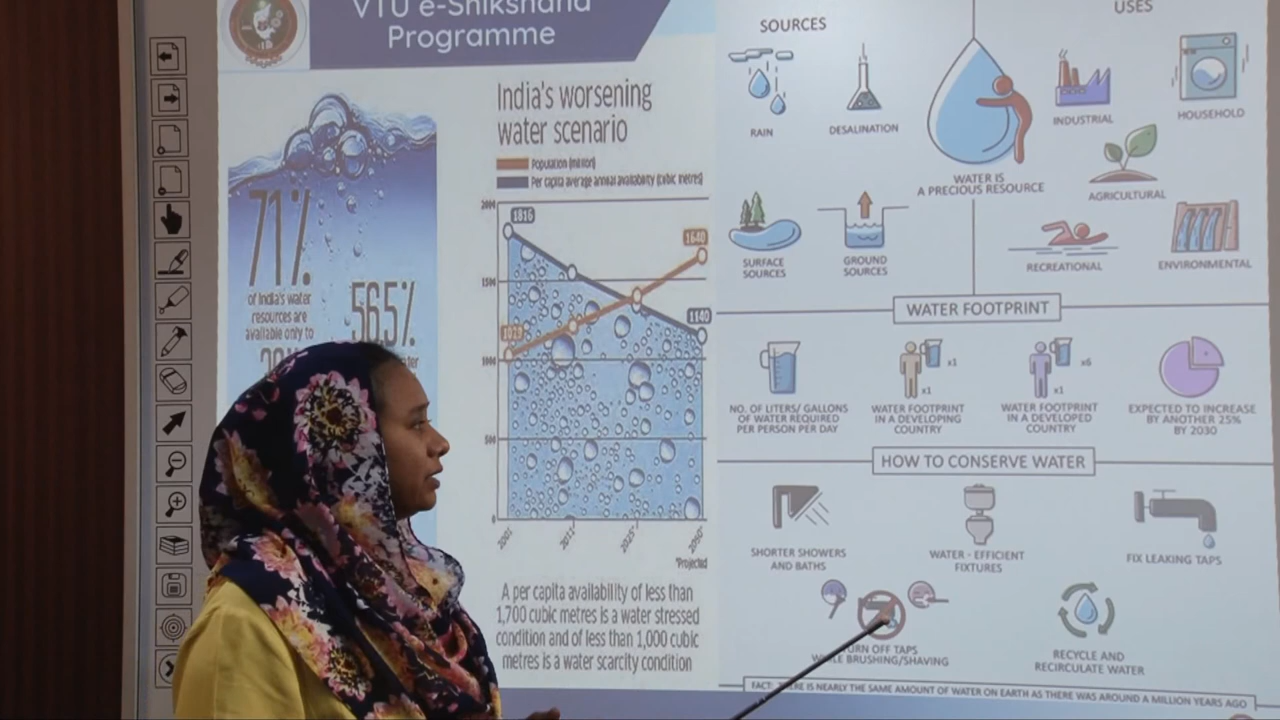 VTU e-Shikshana
Programme
71%
of India's water
resources are
available only to
56.5%
India's worsening
water scenario
Population (million)
Per capita average annual availability (cubic metres)
2000
1500
1000
500
0
1816
1640
1029
1140
2001
2011
2025*
2050*
*Projected
A per capita availability of less than
1,700 cubic metres is a water stressed
condition and of less than 1,000 cubic
metres is a water scarcity condition
SOURCES
USES
RAIN
DESALINATION
WATER IS
A PRECIOUS RESOURCE
INDUSTRIAL
HOUSEHOLD
AGRICULTURAL
SURFACE
SOURCES
GROUND
SOURCES
RECREATIONAL
ENVIRONMENTAL
WATER FOOTPRINT
x1
x1
x6
x1
NO. OF LITERS/ GALLONS
OF WATER REQUIRED
PER PERSON PER DAY
WATER FOOTPRINT
IN A DEVELOPING
COUNTRY
WATER FOOTPRINT
IN A DEVELOPED
COUNTRY
EXPECTED TO INCREASE
BY ANOTHER 25%
BY 2030
HOW TO CONSERVE WATER
SHORTER SHOWERS
AND BATHS
WATER - EFFICIENT
FIXTURES
FIX LEAKING TAPS
TURN OFF TAPS
WHILE BRUSHING/SHAVING
RECYCLE AND
RECIRCULATE WATER
FACT: THERE IS NEARLY THE SAME AMOUNT OF WATER ON EARTH AS THERE WAS AROUND A MILLION YEARS AGO